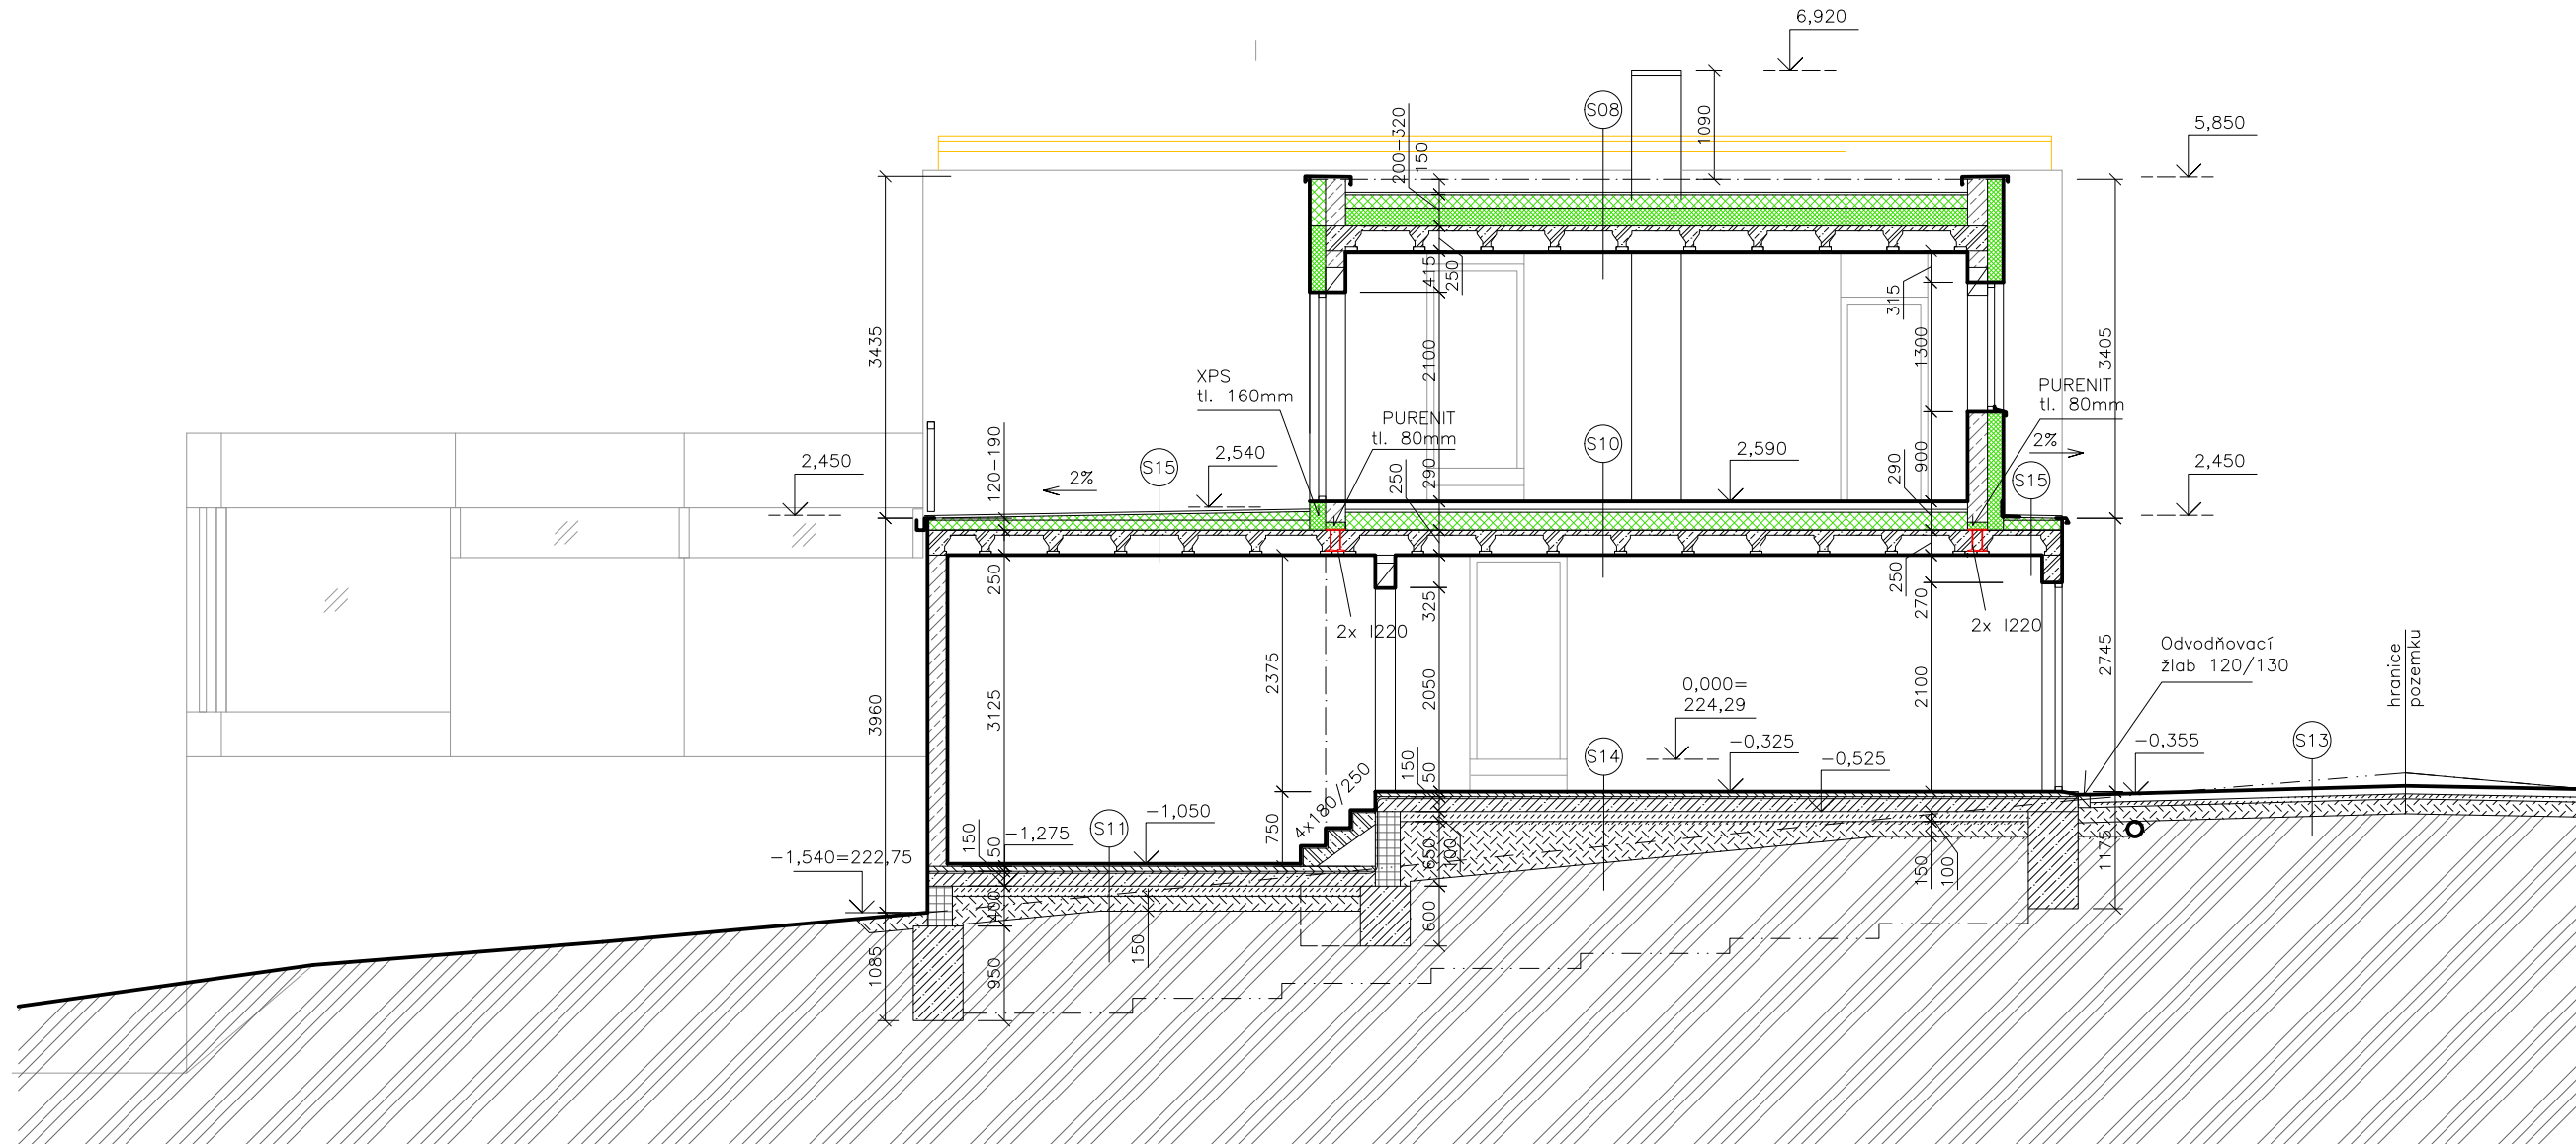 6,920
S08
1090
5,850
200-320
150
415
250
315
3435
2100
1300
3405
XPS
tl. 160mm
PURENIT
tl. 80mm
PURENIT
tl. 80mm
2%
2,450
S15
2,540
2%
120-190
250
290
S10
2,590
290
900
S15
2,450
250
325
2x I220
250
270
2x I220
2375
3125
3960
2050
2100
2745
0,000=
224,29
Odvodňovací
žlab 120/130
hranice
pozemku
-0,325
-0,525
-0,355
S14
S13
150
50
4x180/250
750
-1,050
S11
-1,275
150
50
-1,540=222,75
650
100
150
100
1175
400
600
150
950
1085